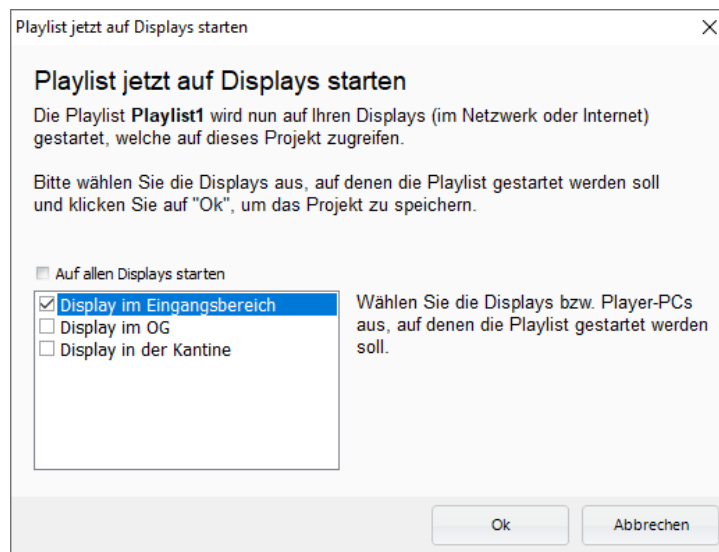 Playlist jetzt auf Displays starten
Playlist jetzt auf Displays starten
Die Playlist Playlist1 wird nun auf Ihren Displays (im Netzwerk oder Internet)
gestartet, welche auf dieses Projekt zugreifen.
Bitte wählen Sie die Displays aus, auf denen die Playlist gestartet werden soll
und klicken Sie auf "Ok", um das Projekt zu speichern.
Auf allen Displays starten
Display im Eingangsbereich
Display im OG
Display in der Kantine
Wählen Sie die Displays bzw. Player-PCs
aus, auf denen die Playlist gestartet werden
soll.
Ok
Abbrechen